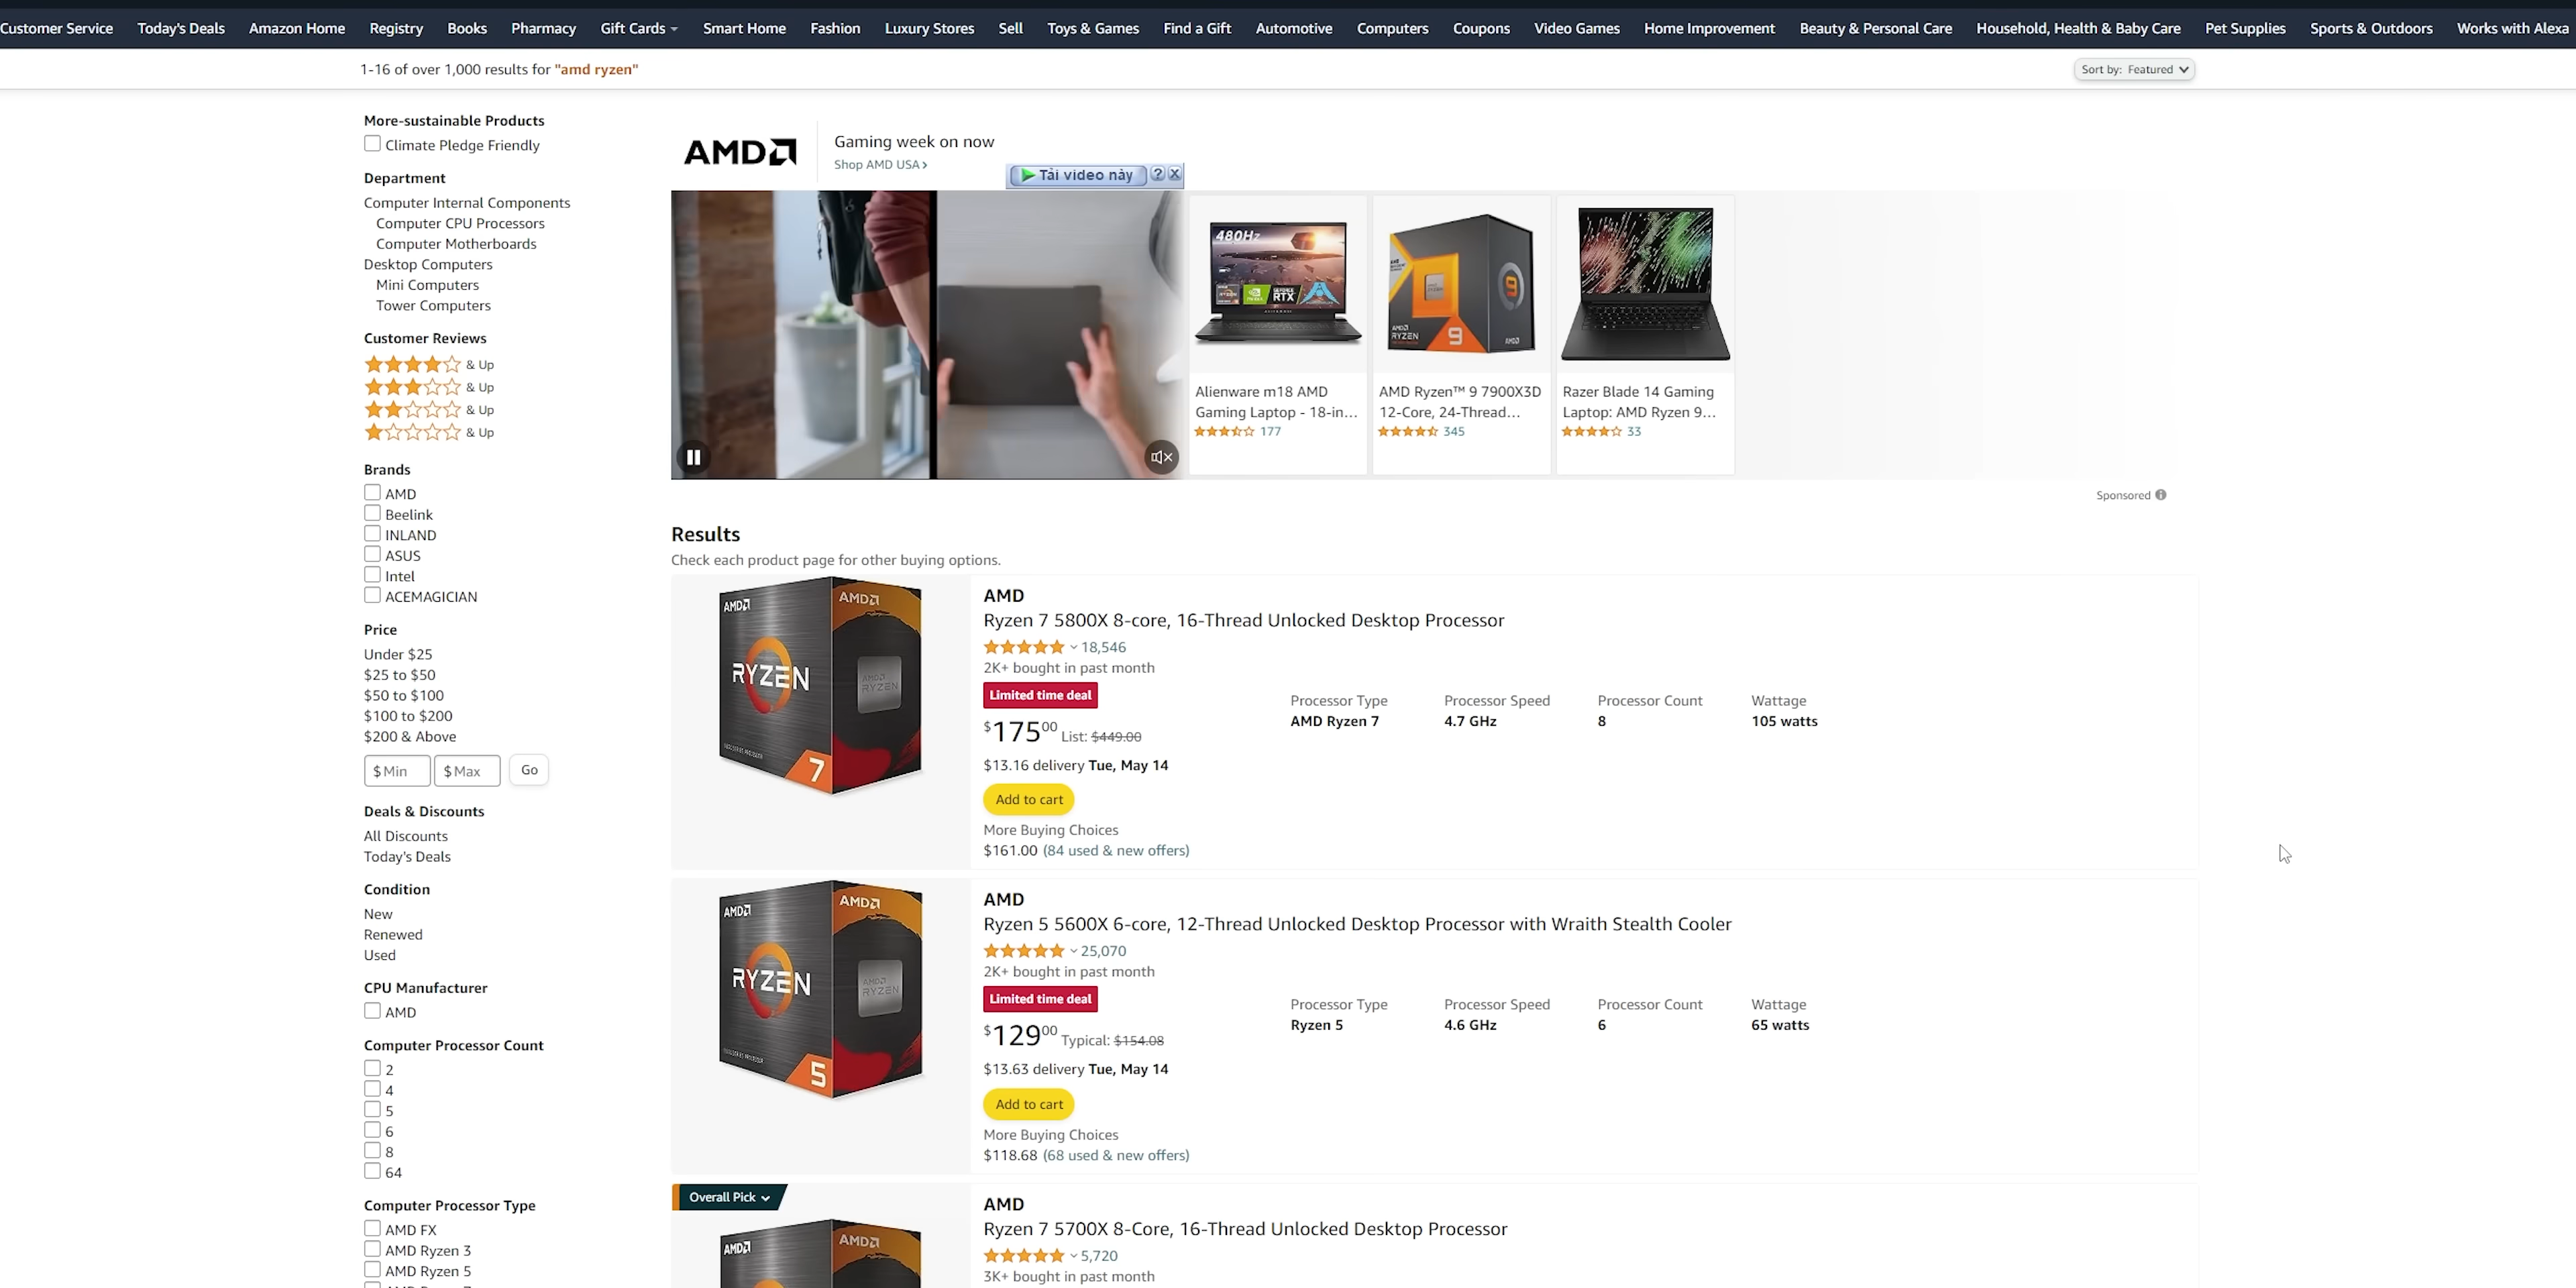 Customer Service Today's Deals Amazon Home Registry Books Pharmacy Gift Cards Smart Home Fashion Luxury Stores Sell Toys & Games Find a Gift Automotive Computers Coupons Video Games Home Improvement Beauty & Personal Care Household, Health & Baby Care Pet Supplies Sports & Outdoors Works with Alexa
1-16 of over 1,000 results for "amd ryzen"
Sort by: Featured
More-sustainable Products
Climate Pledge Friendly
Department
Computer Internal Components
Computer CPU Processors
Computer Motherboards
Desktop Computers
Mini Computers
Tower Computers
Customer Reviews
& Up
& Up
& Up
& Up
Brands
AMD
Beelink
INLAND
ASUS
Intel
ACEMAGICIAN
Price
Under $25
$25 to $50
$50 to $100
$100 to $200
$200 & Above
$ Min $ Max Go
Deals & Discounts
All Discounts
Today's Deals
Condition
New
Renewed
Used
CPU Manufacturer
AMD
Computer Processor Count
2
4
5
6
8
64
Computer Processor Type
AMD FX
AMD Ryzen 3
AMD Ryzen 5
AMD
Gaming week on now
Shop AMD USA
Tải video này ? X
480Hz
RTX
Alienware m18 AMD
Gaming Laptop - 18-in...
177
9
AMD
RYZEN 9 AMD
AMD Ryzen™ 9 7900X3D
12-Core, 24-Thread...
345
Razer Blade 14 Gaming
Laptop: AMD Ryzen 9...
33
Sponsored
Results
Check each product page for other buying options.
AMD AMD
RYZEN
AMD RYZEN
7
AMD
Ryzen 7 5800X 8-core, 16-Thread Unlocked Desktop Processor
18,546
2K+ bought in past month
Limited time deal
$175 00 List: $449.00
$13.16 delivery Tue, May 14
Add to cart
More Buying Choices
$161.00 (84 used & new offers)
Processor Type Processor Speed Processor Count Wattage
AMD Ryzen 7 4.7 GHz 8 105 watts
AMD AMD
RYZEN
AMD RYZEN
5
AMD
Ryzen 5 5600X 6-core, 12-Thread Unlocked Desktop Processor with Wraith Stealth Cooler
25,070
2K+ bought in past month
Limited time deal
$129 00 Typical: $154.08
$13.63 delivery Tue, May 14
Add to cart
More Buying Choices
$118.68 (68 used & new offers)
Processor Type Processor Speed Processor Count Wattage
Ryzen 5 4.6 GHz 6 65 watts
Overall Pick
AMD AMD
AMD
Ryzen 7 5700X 8-Core, 16-Thread Unlocked Desktop Processor
5,720
3K+ bought in past month